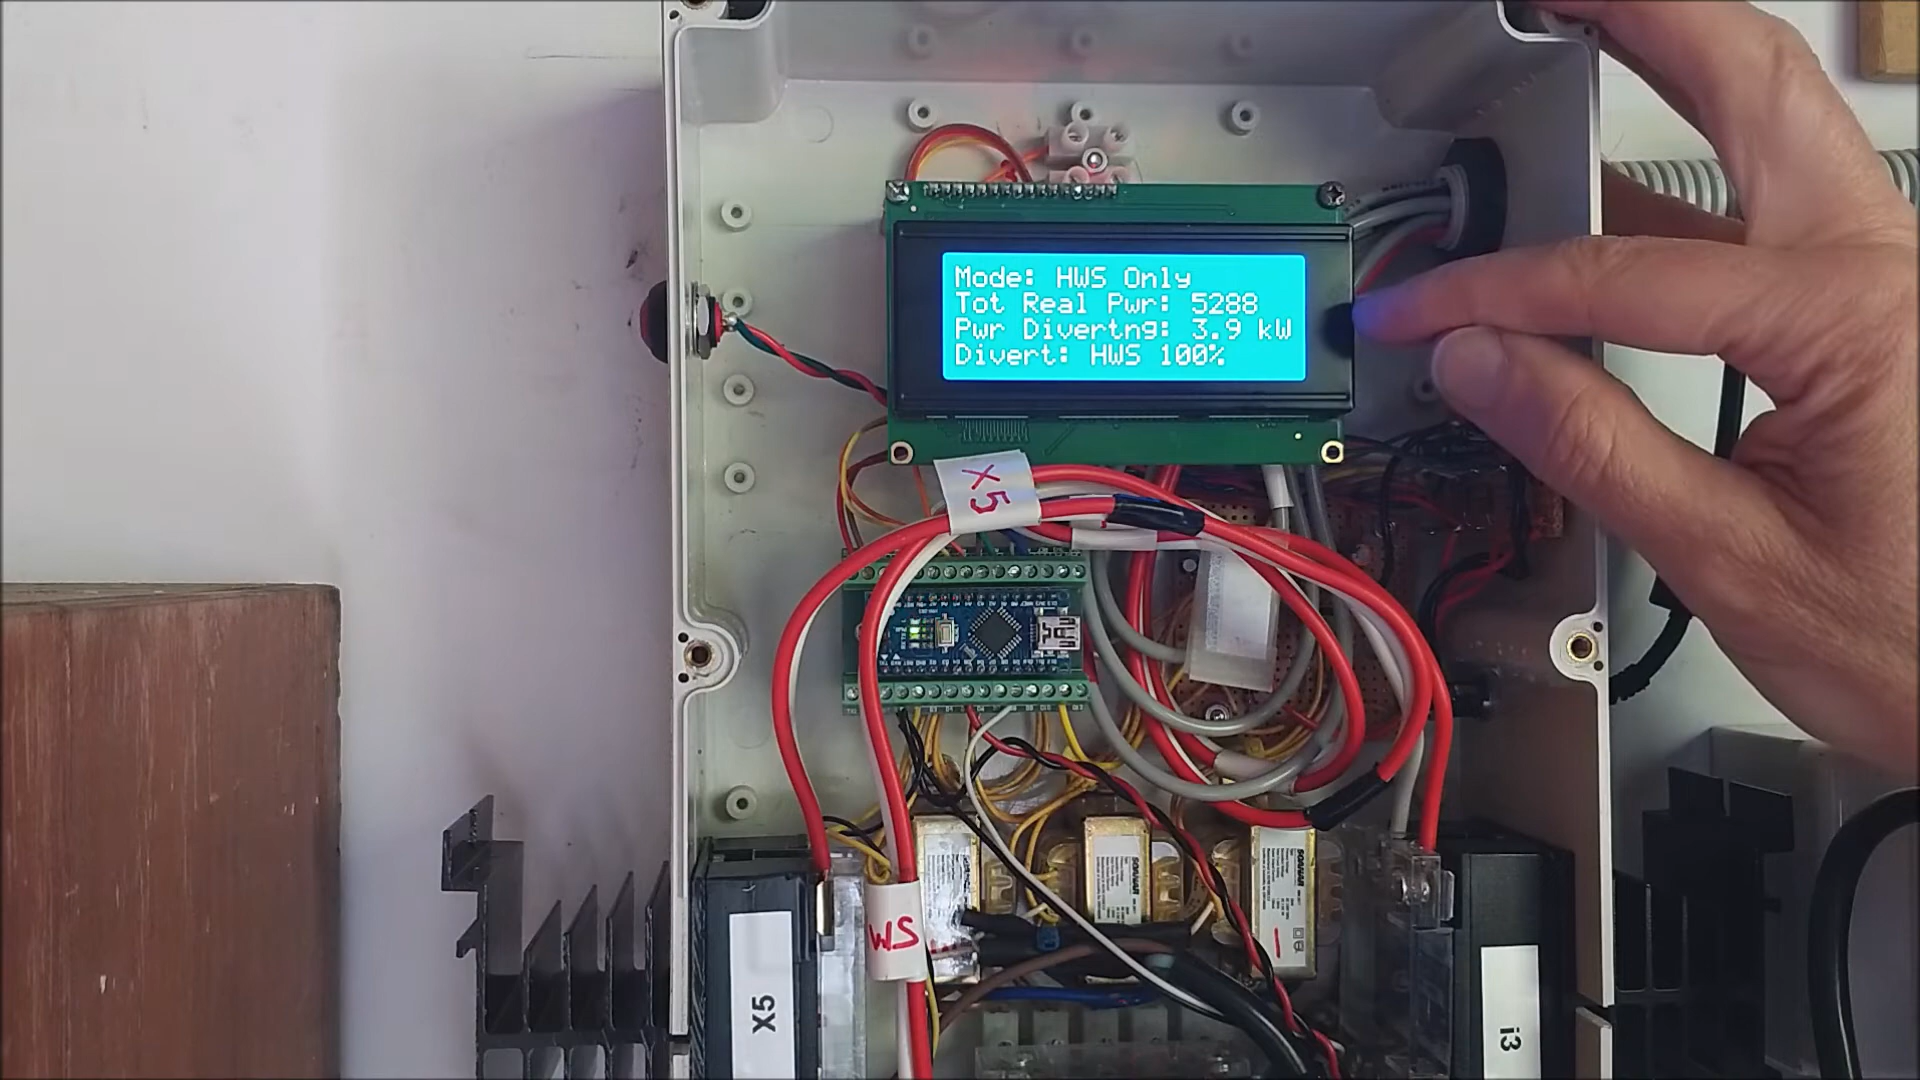 Mode: HWS Only
Tot Real Pwr: 5288
Pwr Divertng: 3.9 kW
Divert: HWS 100%
X5
WS
X5
i3